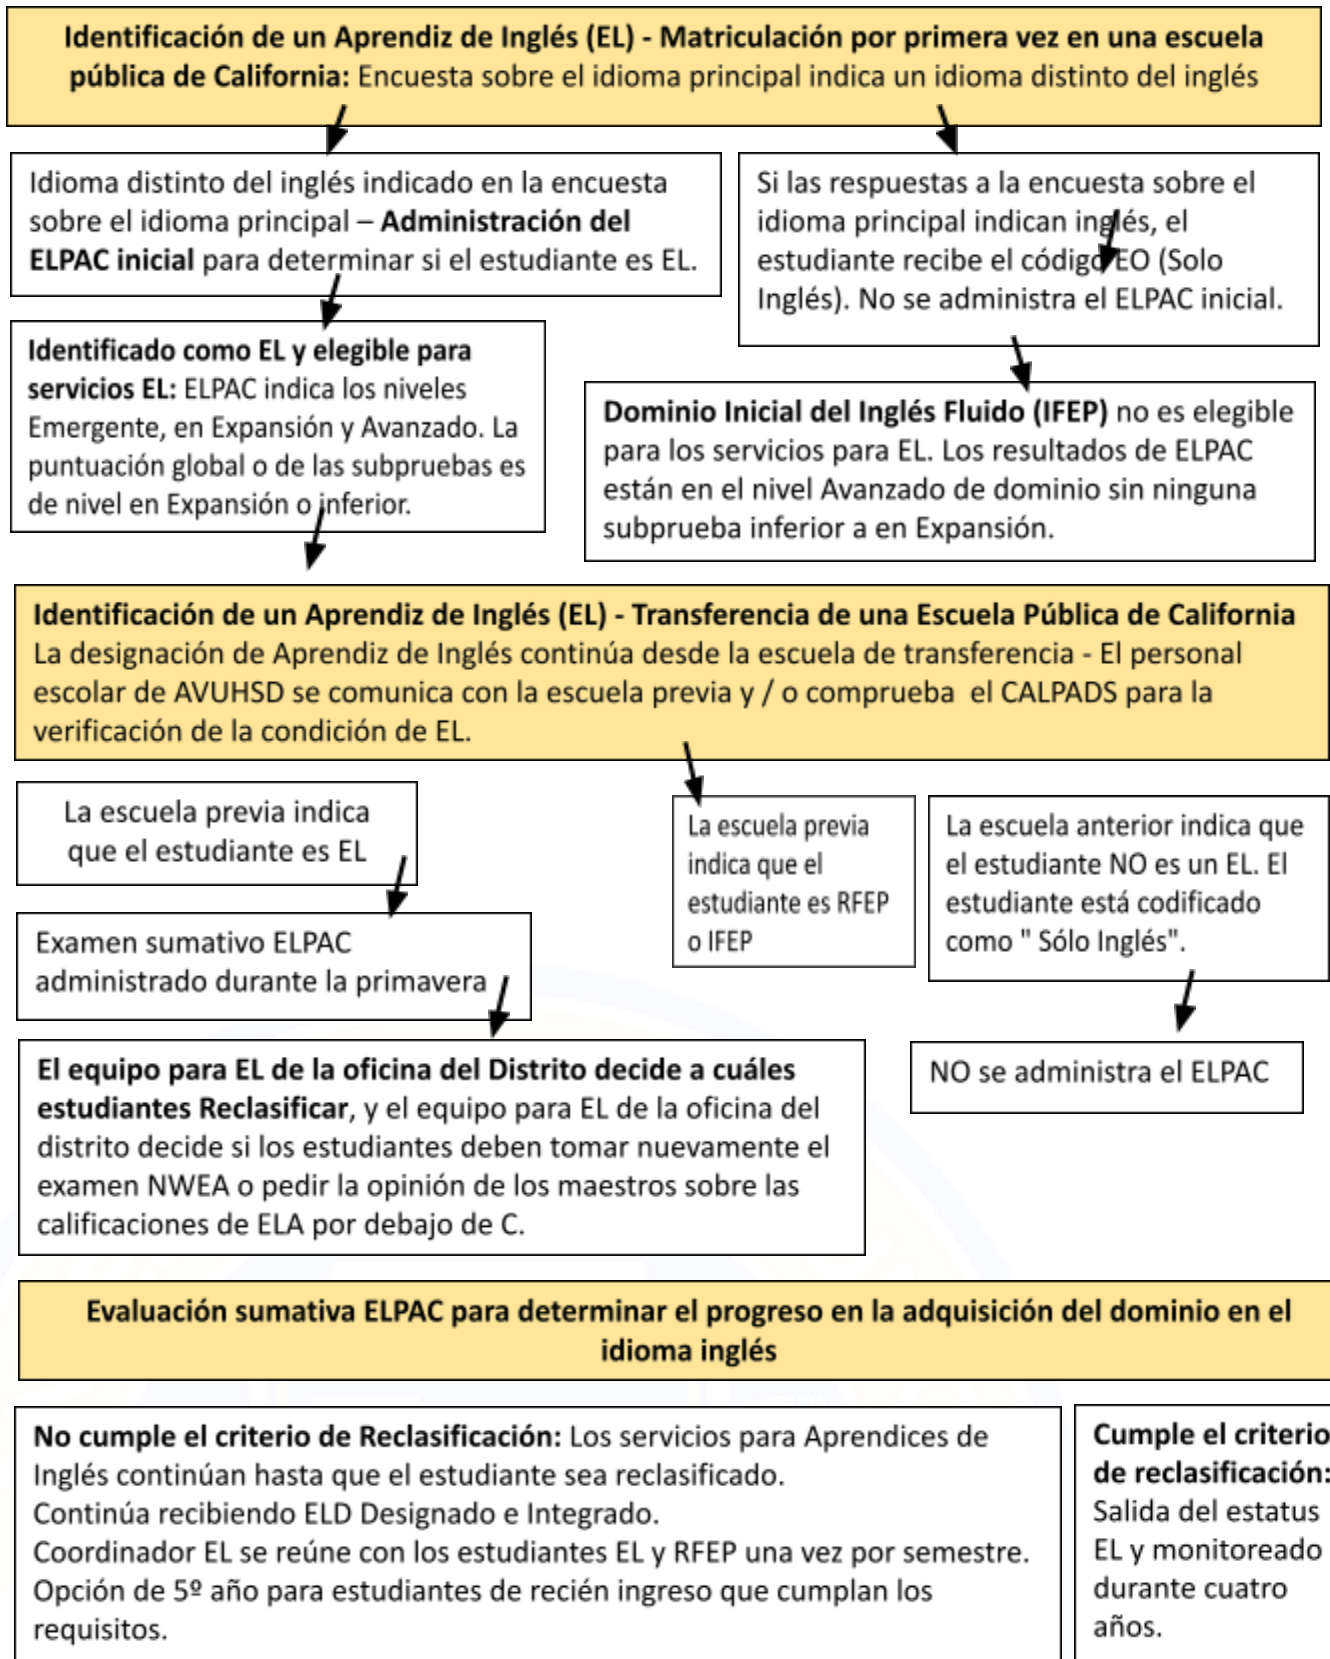 Identificación de un Aprendiz de Inglés (EL) - Matriculación por primera vez en una escuela
pública de California: Encuesta sobre el idioma principal indica un idioma distinto del inglés
Idioma distinto del inglés indicado en la encuesta
sobre el idioma principal – Administración del
ELPAC inicial para determinar si el estudiante es EL.
Si las respuestas a la encuesta sobre el
idioma principal indican inglés, el
estudiante recibe el código EO (Solo
Inglés). No se administra el ELPAC inicial.
Identificado como EL y elegible para
servicios EL: ELPAC indica los niveles
Emergente, en Expansión y Avanzado. La
puntuación global o de las subpruebas es
de nivel en Expansión o inferior.
Dominio Inicial del Inglés Fluido (IFEP) no es elegible
para los servicios para EL. Los resultados de ELPAC
están en el nivel Avanzado de dominio sin ninguna
subprueba inferior a en Expansión.
Identificación de un Aprendiz de Inglés (EL) - Transferencia de una Escuela Pública de California
La designación de Aprendiz de Inglés continúa desde la escuela de transferencia - El personal
escolar de AVUHSD se comunica con la escuela previa y / o comprueba el CALPADS para la
verificación de la condición de EL.
La escuela previa indica
que el estudiante es EL
La escuela previa
indica que el
estudiante es RFEP
o IFEP
La escuela anterior indica que
el estudiante NO es un EL. El
estudiante está codificado
como " Sólo Inglés".
Examen sumativo ELPAC
administrado durante la primavera
NO se administra el ELPAC
El equipo para EL de la oficina del Distrito decide a cuáles
estudiantes Reclasificar, y el equipo para EL de la oficina del
distrito decide si los estudiantes deben tomar nuevamente el
examen NWEA o pedir la opinión de los maestros sobre las
calificaciones de ELA por debajo de C.
Evaluación sumativa ELPAC para determinar el progreso en la adquisición del dominio en el
idioma inglés
No cumple el criterio de Reclasificación: Los servicios para Aprendices de
Inglés continúan hasta que el estudiante sea reclasificado.
Continúa recibiendo ELD Designado e Integrado.
Coordinador EL se reúne con los estudiantes EL y RFEP una vez por semestre.
Opción de 5º año para estudiantes de recién ingreso que cumplan los
requisitos.
Cumple el criterio
de reclasificación:
Salida del estatus
EL y monitoreado
durante cuatro
años.